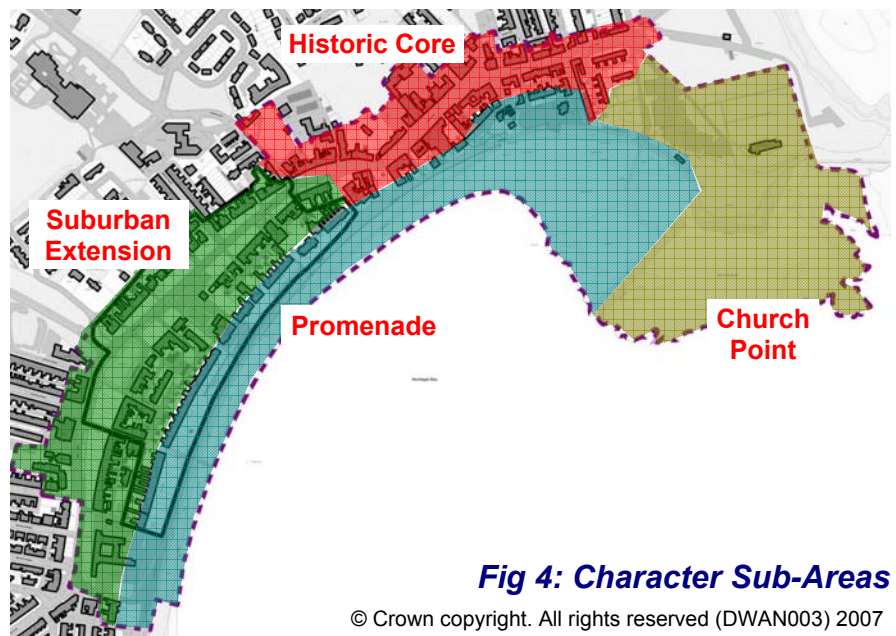 Historic Core
Suburban
Extension
Promenade
Church
Point
Fig 4: Character Sub-Areas
© Crown copyright. All rights reserved (DWAN003) 2007